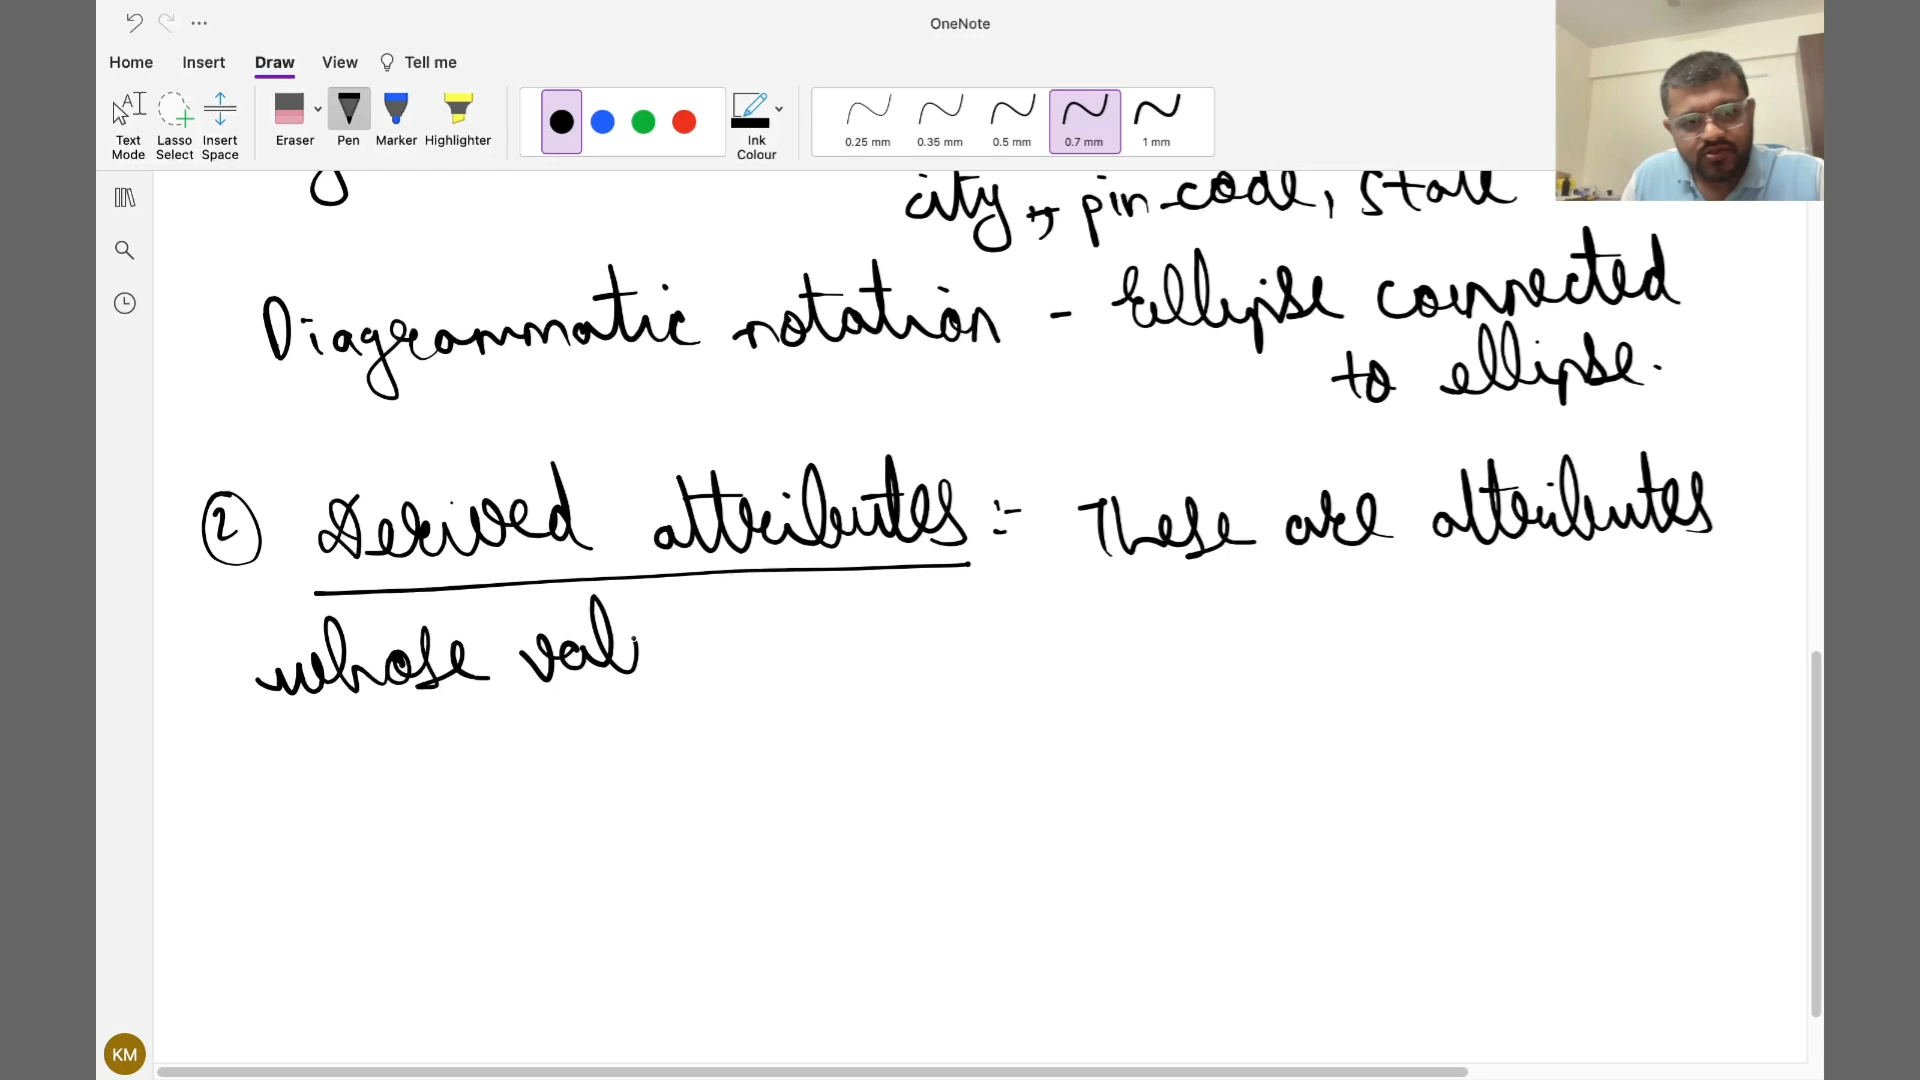 OneNote
Home Insert Draw View Tell me
Text Mode
Lasso Select
Insert Space
Eraser
Pen
Marker
Highlighter
Ink Colour
0.25 mm
0.35 mm
0.5 mm
0.7 mm
1 mm
city, pin-code, State
Diagrammatic notation - Ellipse connected
to ellipse.
② Derived attributes :- These are attributes
whose val
KM